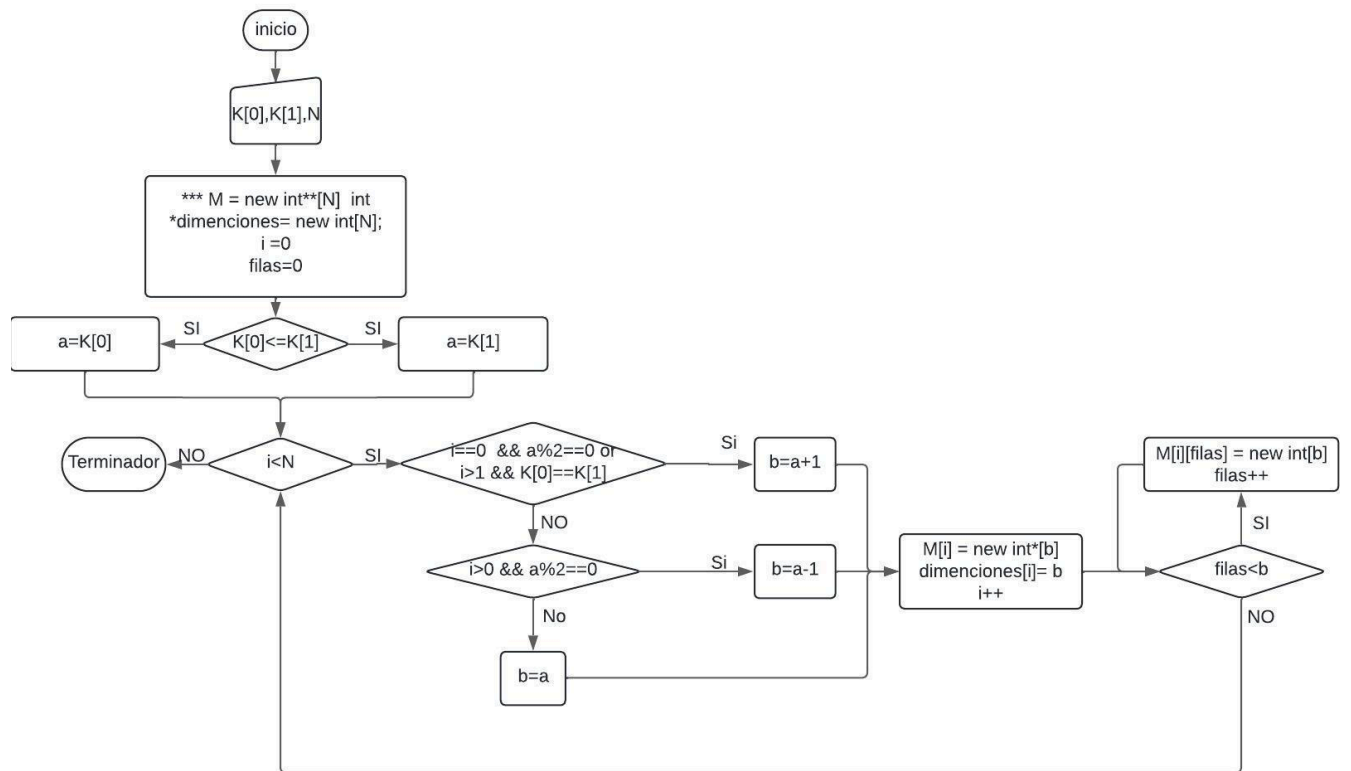 inicio
K[0],K[1],N
*** M = new int**[N]  int
*dimenciones= new int[N];
i =0
filas=0
a=K[0]
SI
K[0]<=K[1]
SI
a=K[1]
Terminador
NO
i<N
SI
i==0  && a%2==0 or
i>1 && K[0]==K[1]
Si
b=a+1
NO
i>0 && a%2==0
Si
b=a-1
No
b=a
M[i] = new int*[b]
dimenciones[i]= b
i++
M[i][filas] = new int[b]
filas++
SI
filas<b
NO